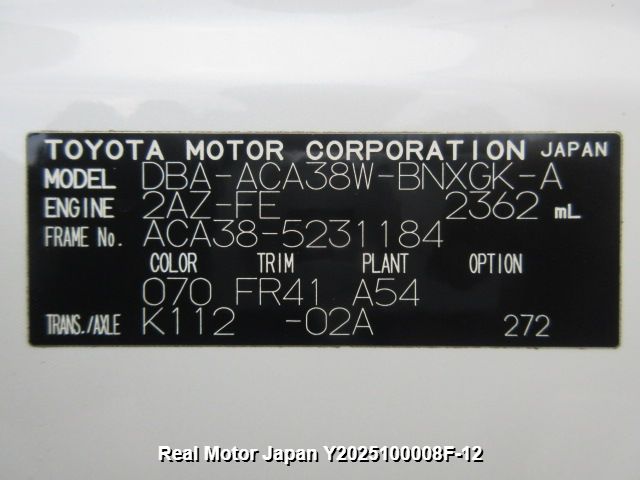 TOYOTA MOTOR CORPORATION JAPAN
MODEL DBA-ACA38W-BNXGK-A
ENGINE 2AZ-FE 2362 mL
FRAME No. ACA38-5231184
COLOR TRIM PLANT OPTION
070 FR41 A54
TRANS./AXLE K112 -02A 272
Real Motor Japan Y2025100008F-12